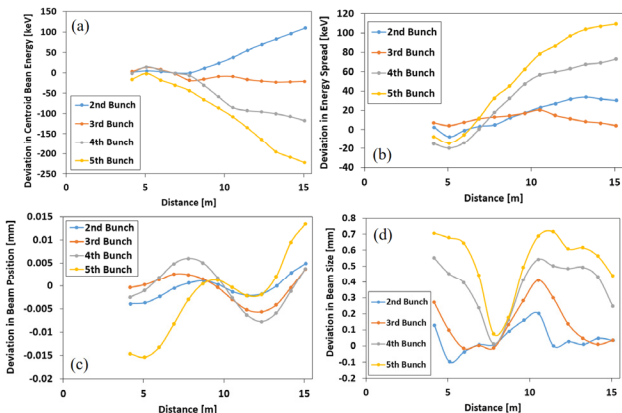 (a)
Deviation in Centroid Bean Energy [keV]
150
100
50
0
-50
-100
-150
-200
-250
2nd Bunch
3rd Bunch
4th Bunch
5th Bunch
0
5
10
15
Distance [m]
(b)
Deviation in Energy Spread [keV]
120
100
80
60
40
20
0
-20
-40
2nd Bunch
3rd Bunch
4th Bunch
5th Bunch
0
5
10
15
Distance [m]
(c)
Deviation in Beam Position [mm]
0.015
0.01
0.005
0
-0.005
-0.01
-0.015
-0.02
2nd Bunch
3rd Bunch
4th Bunch
5th Bunch
0
5
10
15
Distance [m]
(d)
Deviation in Beam Size [mm]
0.8
0.7
0.6
0.5
0.4
0.3
0.2
0.1
0
-0.1
-0.2
2nd Bunch
3rd Bunch
4th Bunch
5th Bunch
0
5
10
15
Distance [m]